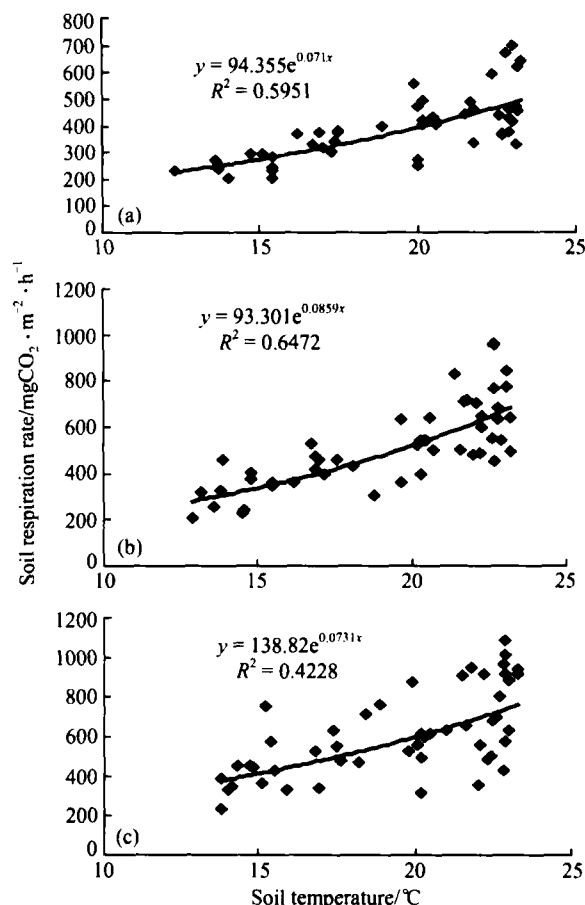 800
700
600
500
400
300
200
100
0
y = 94.355e^0.071x
R² = 0.5951
(a)
10 15 20 25
1200
1000
800
600
400
200
0
y = 93.301e^0.0859x
R² = 0.6472
(b)
10 15 20 25
Soil respiration rate/mgCO₂ · m⁻² · h⁻¹
1200
1000
800
600
400
200
0
y = 138.82e^0.0731x
R² = 0.4228
(c)
10 15 20 25
Soil temperature/℃